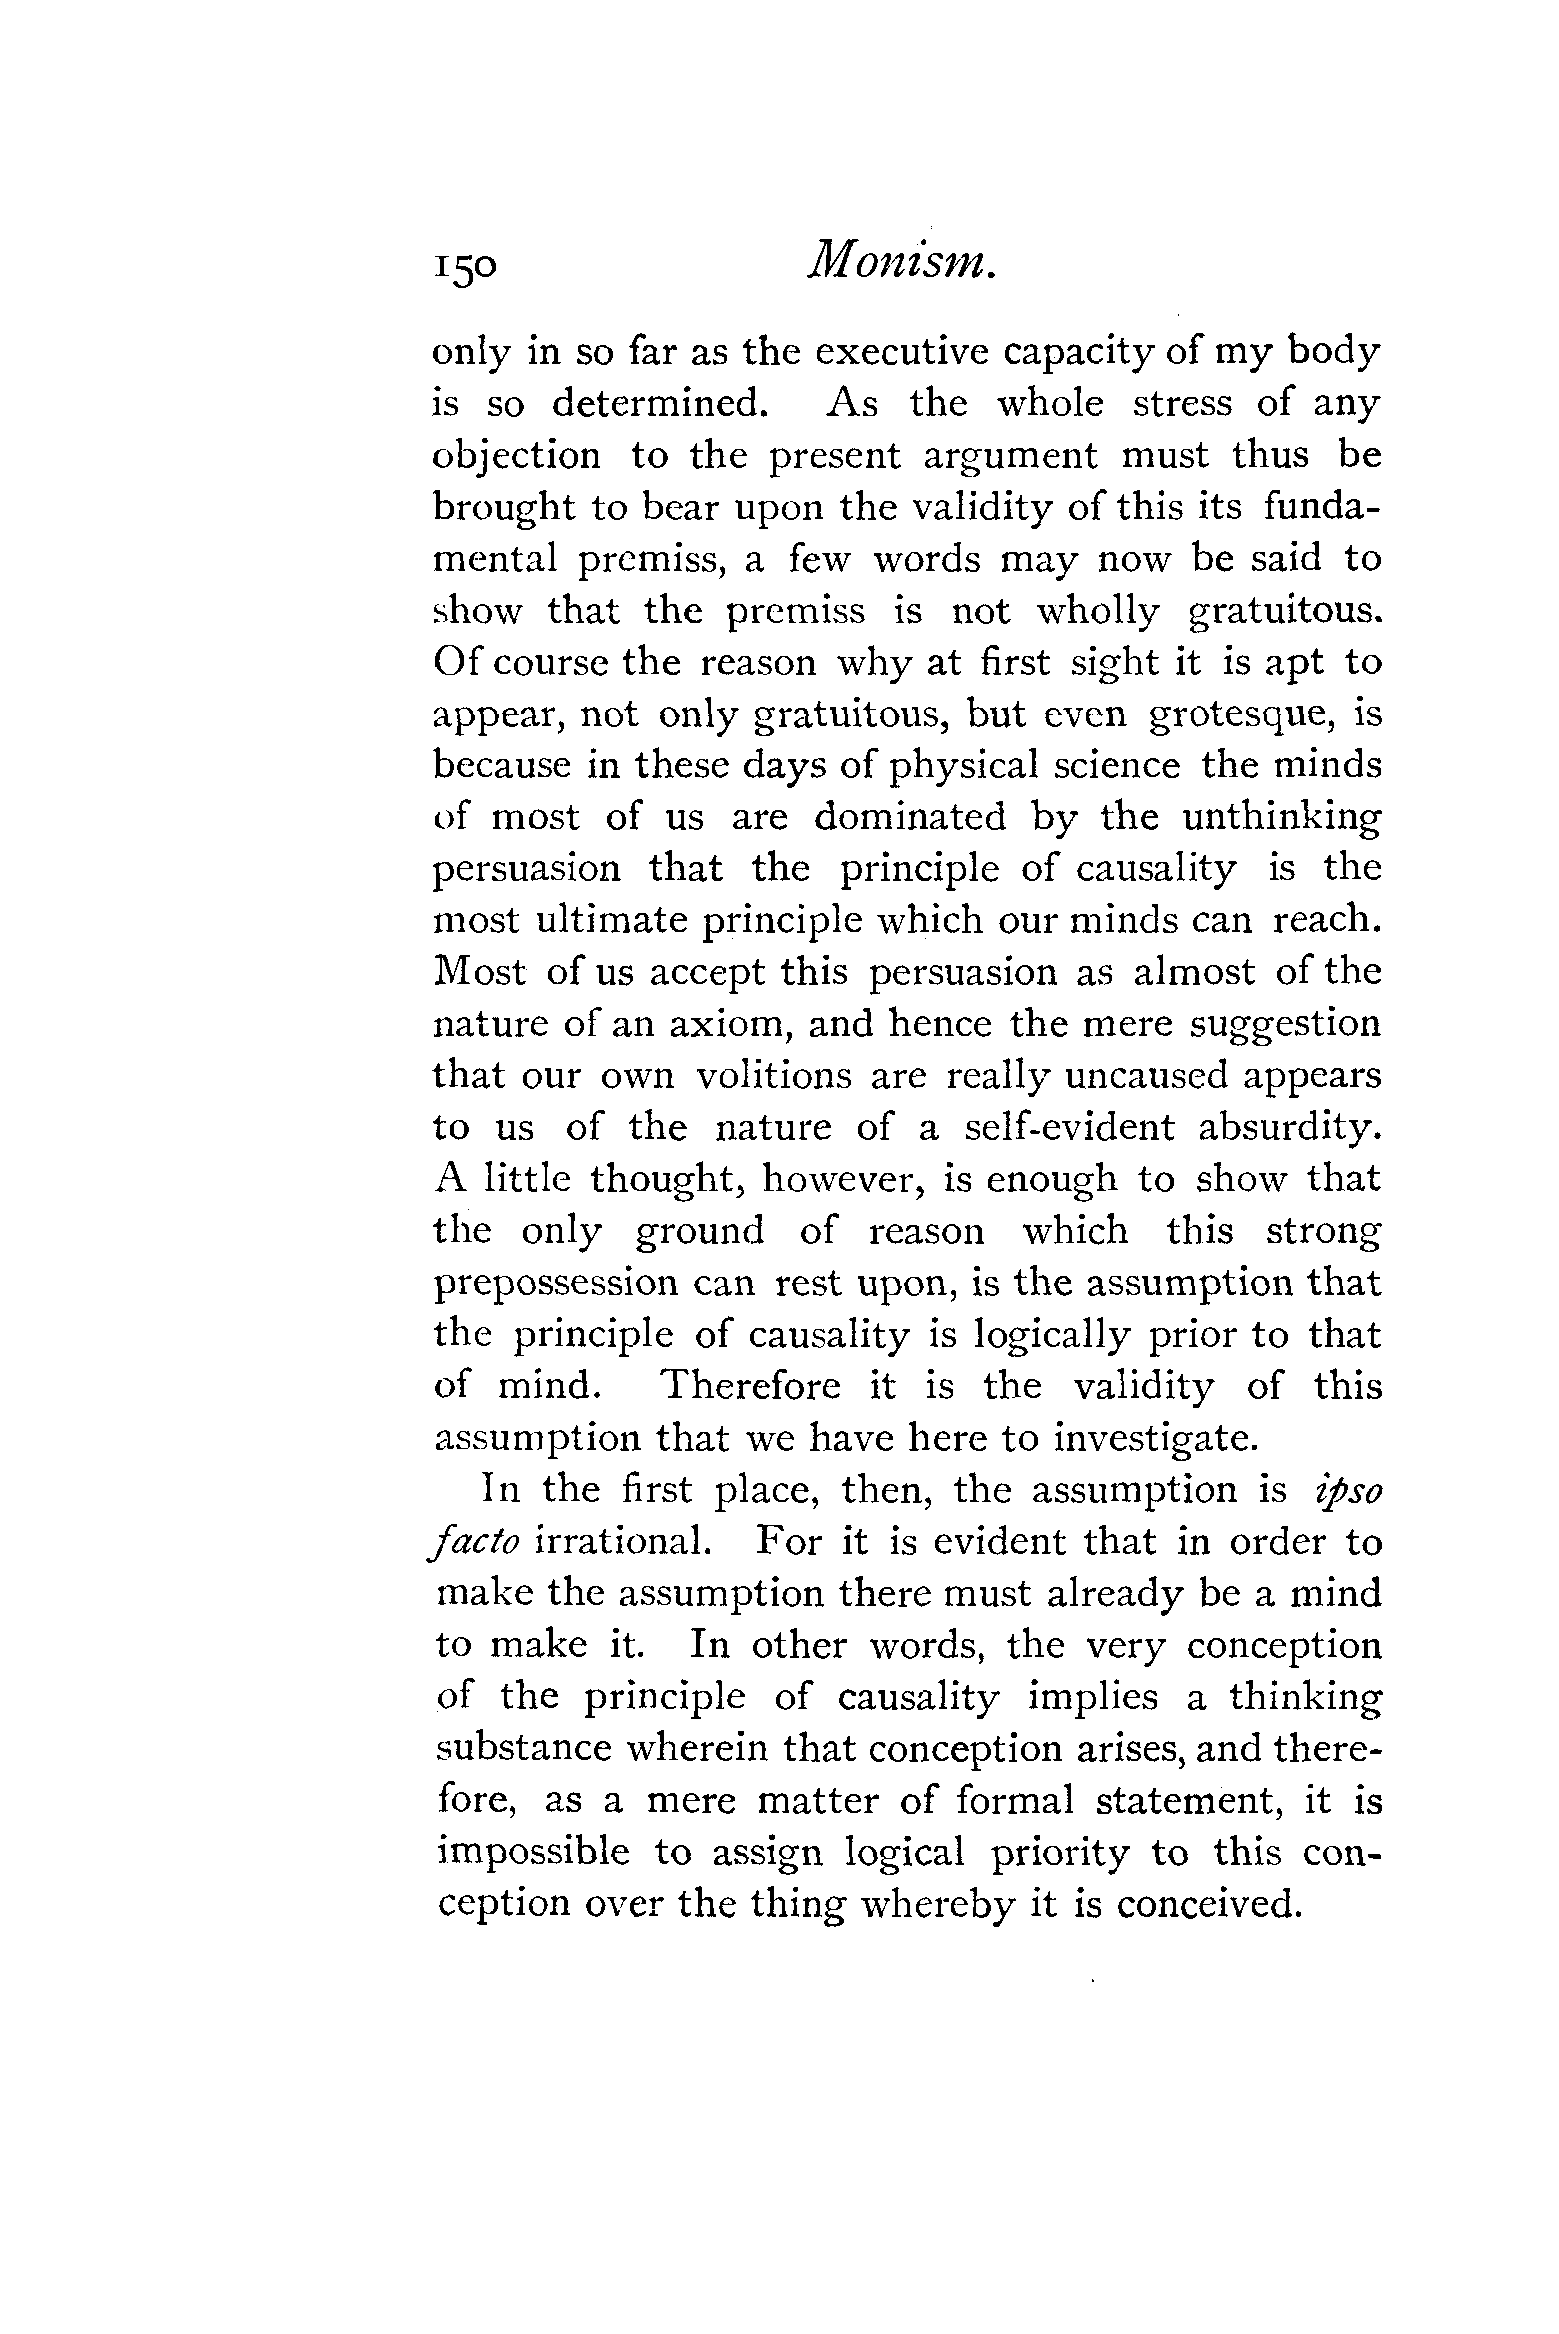 150 Monism.
only in so far as the executive capacity of my body
is so determined. As the whole stress of any
objection to the present argument must thus be
brought to bear upon the validity of this its funda-
mental premiss, a few words may now be said to
show that the premiss is not wholly gratuitous.
Of course the reason why at first sight it is apt to
appear, not only gratuitous, but even grotesque, is
because in these days of physical science the minds
of most of us are dominated by the unthinking
persuasion that the principle of causality is the
most ultimate principle which our minds can reach.
Most of us accept this persuasion as almost of the
nature of an axiom, and hence the mere suggestion
that our own volitions are really uncaused appears
to us of the nature of a self-evident absurdity.
A little thought, however, is enough to show that
the only ground of reason which this strong
prepossession can rest upon, is the assumption that
the principle of causality is logically prior to that
of mind. Therefore it is the validity of this
assumption that we have here to investigate.
In the first place, then, the assumption is ipso
facto irrational. For it is evident that in order to
make the assumption there must already be a mind
to make it. In other words, the very conception
of the principle of causality implies a thinking
substance wherein that conception arises, and there-
fore, as a mere matter of formal statement, it is
impossible to assign logical priority to this con-
ception over the thing whereby it is conceived.